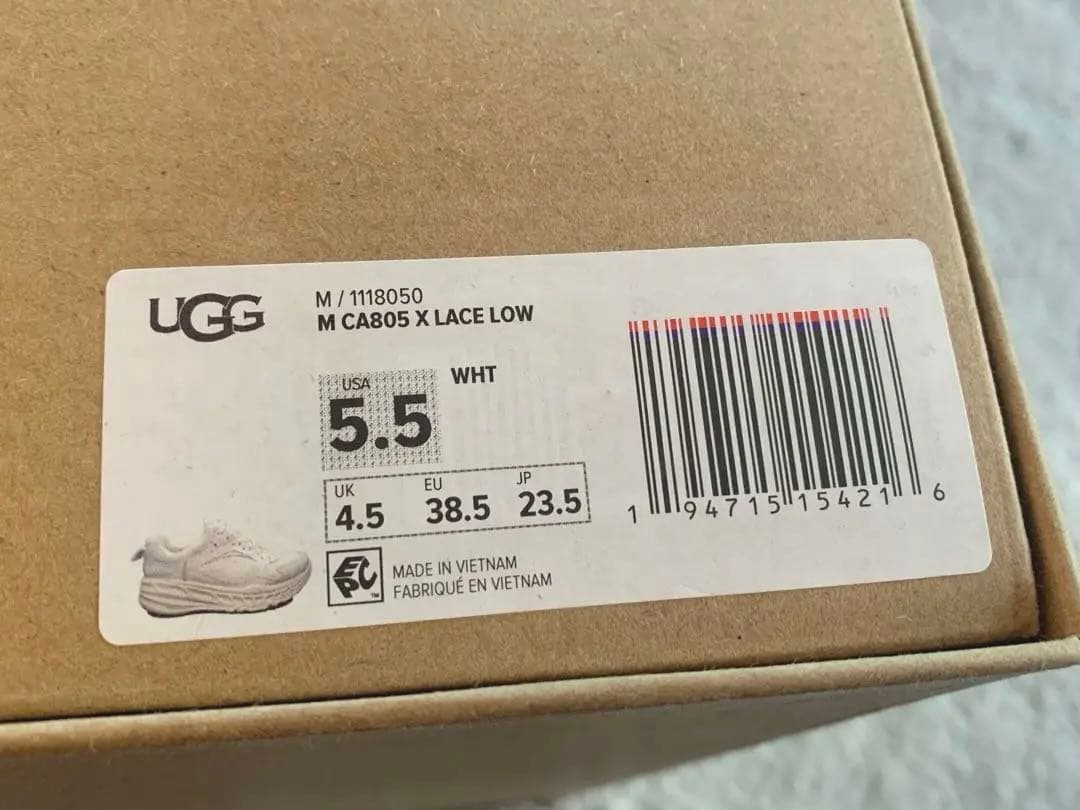 UGG
M / 1118050
M CA805 X LACE LOW
WHT
USA
5.5
UK EU JP
4.5 38.5 23.5
EPC™
MADE IN VIETNAM
FABRIQUÉ EN VIETNAM
1 94715 15421 6